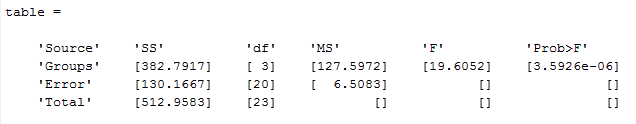 table =
'Source' 'SS' 'df' 'MS' 'F' 'Prob>F'
'Groups' [382.7917] [ 3] [127.5972] [19.6052] [3.5926e-06]
'Error' [130.1667] [20] [ 6.5083] [] []
'Total' [512.9583] [23] [] [] []